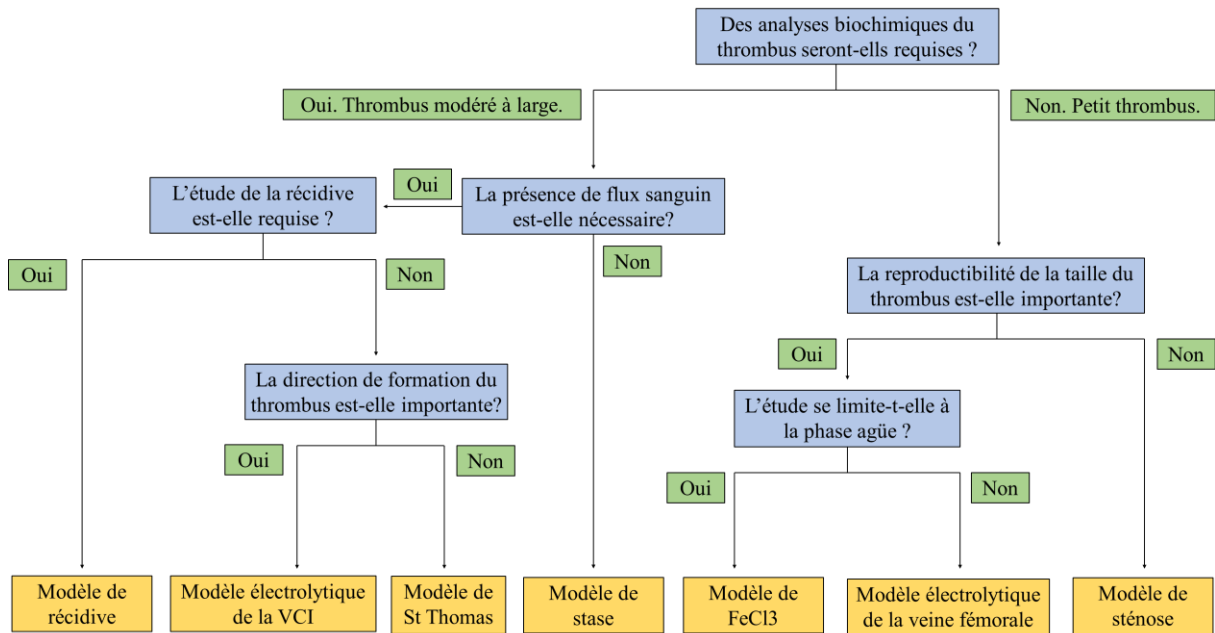 Des analyses biochimiques du
thrombus seront-ells requises ?
Oui. Thrombus modéré à large.
Non. Petit thrombus.
L'étude de la récidive
est-elle requise ?
Oui
La présence de flux sanguin
est-elle nécessaire?
Oui
Non
Non
La reproductibilité de la taille du
thrombus est-elle importante?
Oui
Non
La direction de formation du
thrombus est-elle importante?
L'étude se limite-t-elle à
la phase agüe ?
Oui
Non
Oui
Non
Modèle de
récidive
Modèle électrolytique
de la VCI
Modèle de
St Thomas
Modèle de
stase
Modèle de
FeCl3
Modèle électrolytique
de la veine fémorale
Modèle de
sténose